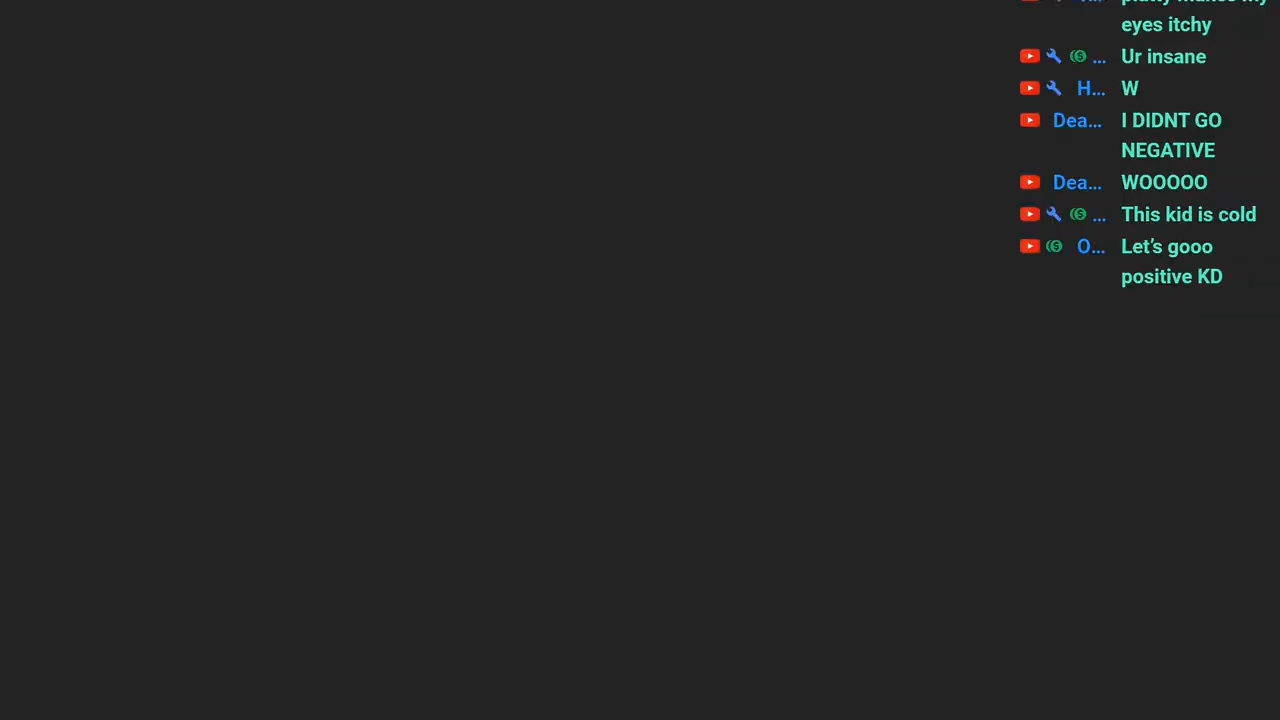 eyes itchy
... Ur insane
H... W
Dea... I DIDNT GO
NEGATIVE
Dea... WOOOOO
... This kid is cold
O... Let’s gooo
positive KD